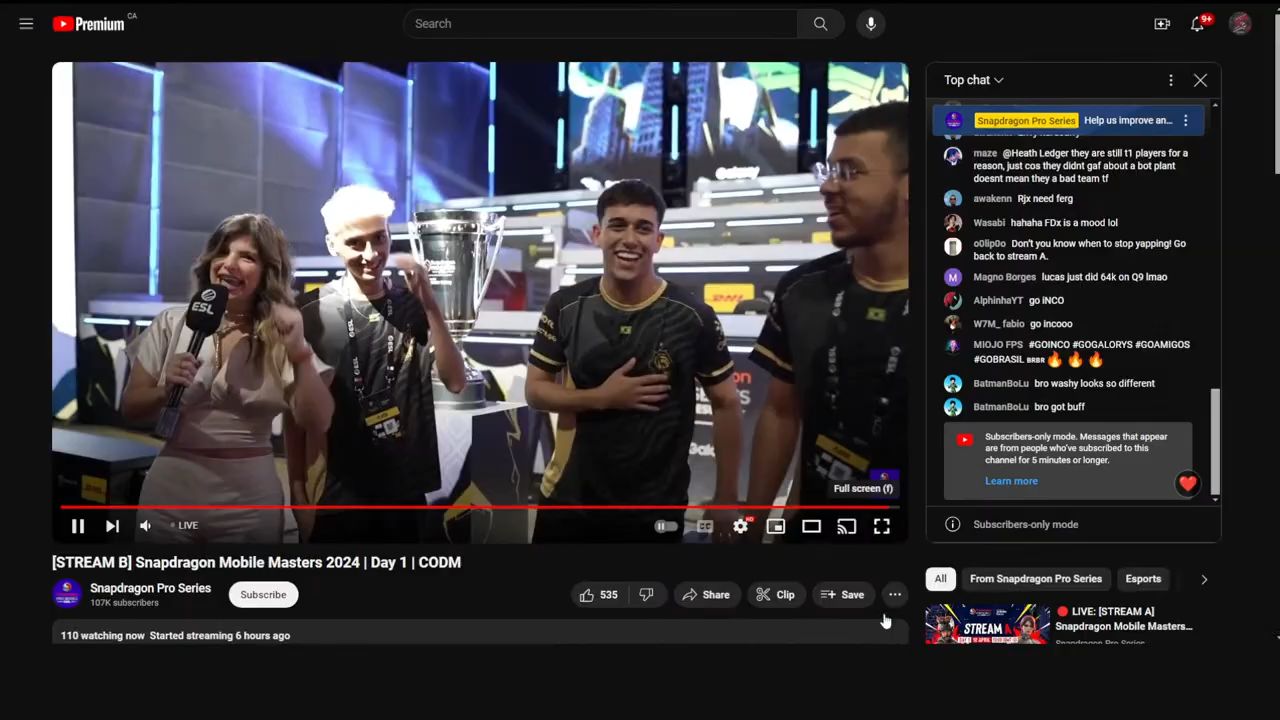 Premium CA
Search
9+
ESL
DHL
Galaxy
Full screen (f)
LIVE
HD
[STREAM B] Snapdragon Mobile Masters 2024 | Day 1 | CODM
Snapdragon Pro Series
107K subscribers
Subscribe
535
Share
Clip
Save
110 watching now Started streaming 6 hours ago
Top chat
Snapdragon Pro Series Help us improve an...
maze @Heath Ledger they are still t1 players for a
reason, just cos they didnt gaf about a bot plant
doesnt mean they a bad team tf
awakenn Rjx need ferg
Wasabi hahaha FDx is a mood lol
o0lip0o Don't you know when to stop yapping! Go
back to stream A.
Magno Borges lucas just did 64k on Q9 lmao
AlphinhaYT go iNCO
W7M_fabio go incooo
MIOJO FPS #GOINCO #GOGALORYS #GOAMIGOS
#GOBRASIL BRBR 🔥🔥🔥
BatmanBoLu bro washy looks so different
BatmanBoLu bro got buff
Subscribers-only mode. Messages that appear
are from people who've subscribed to this
channel for 5 minutes or longer.
Learn more
Subscribers-only mode
All
From Snapdragon Pro Series
Esports
STREAM A
LIVE: [STREAM A]
Snapdragon Mobile Masters...